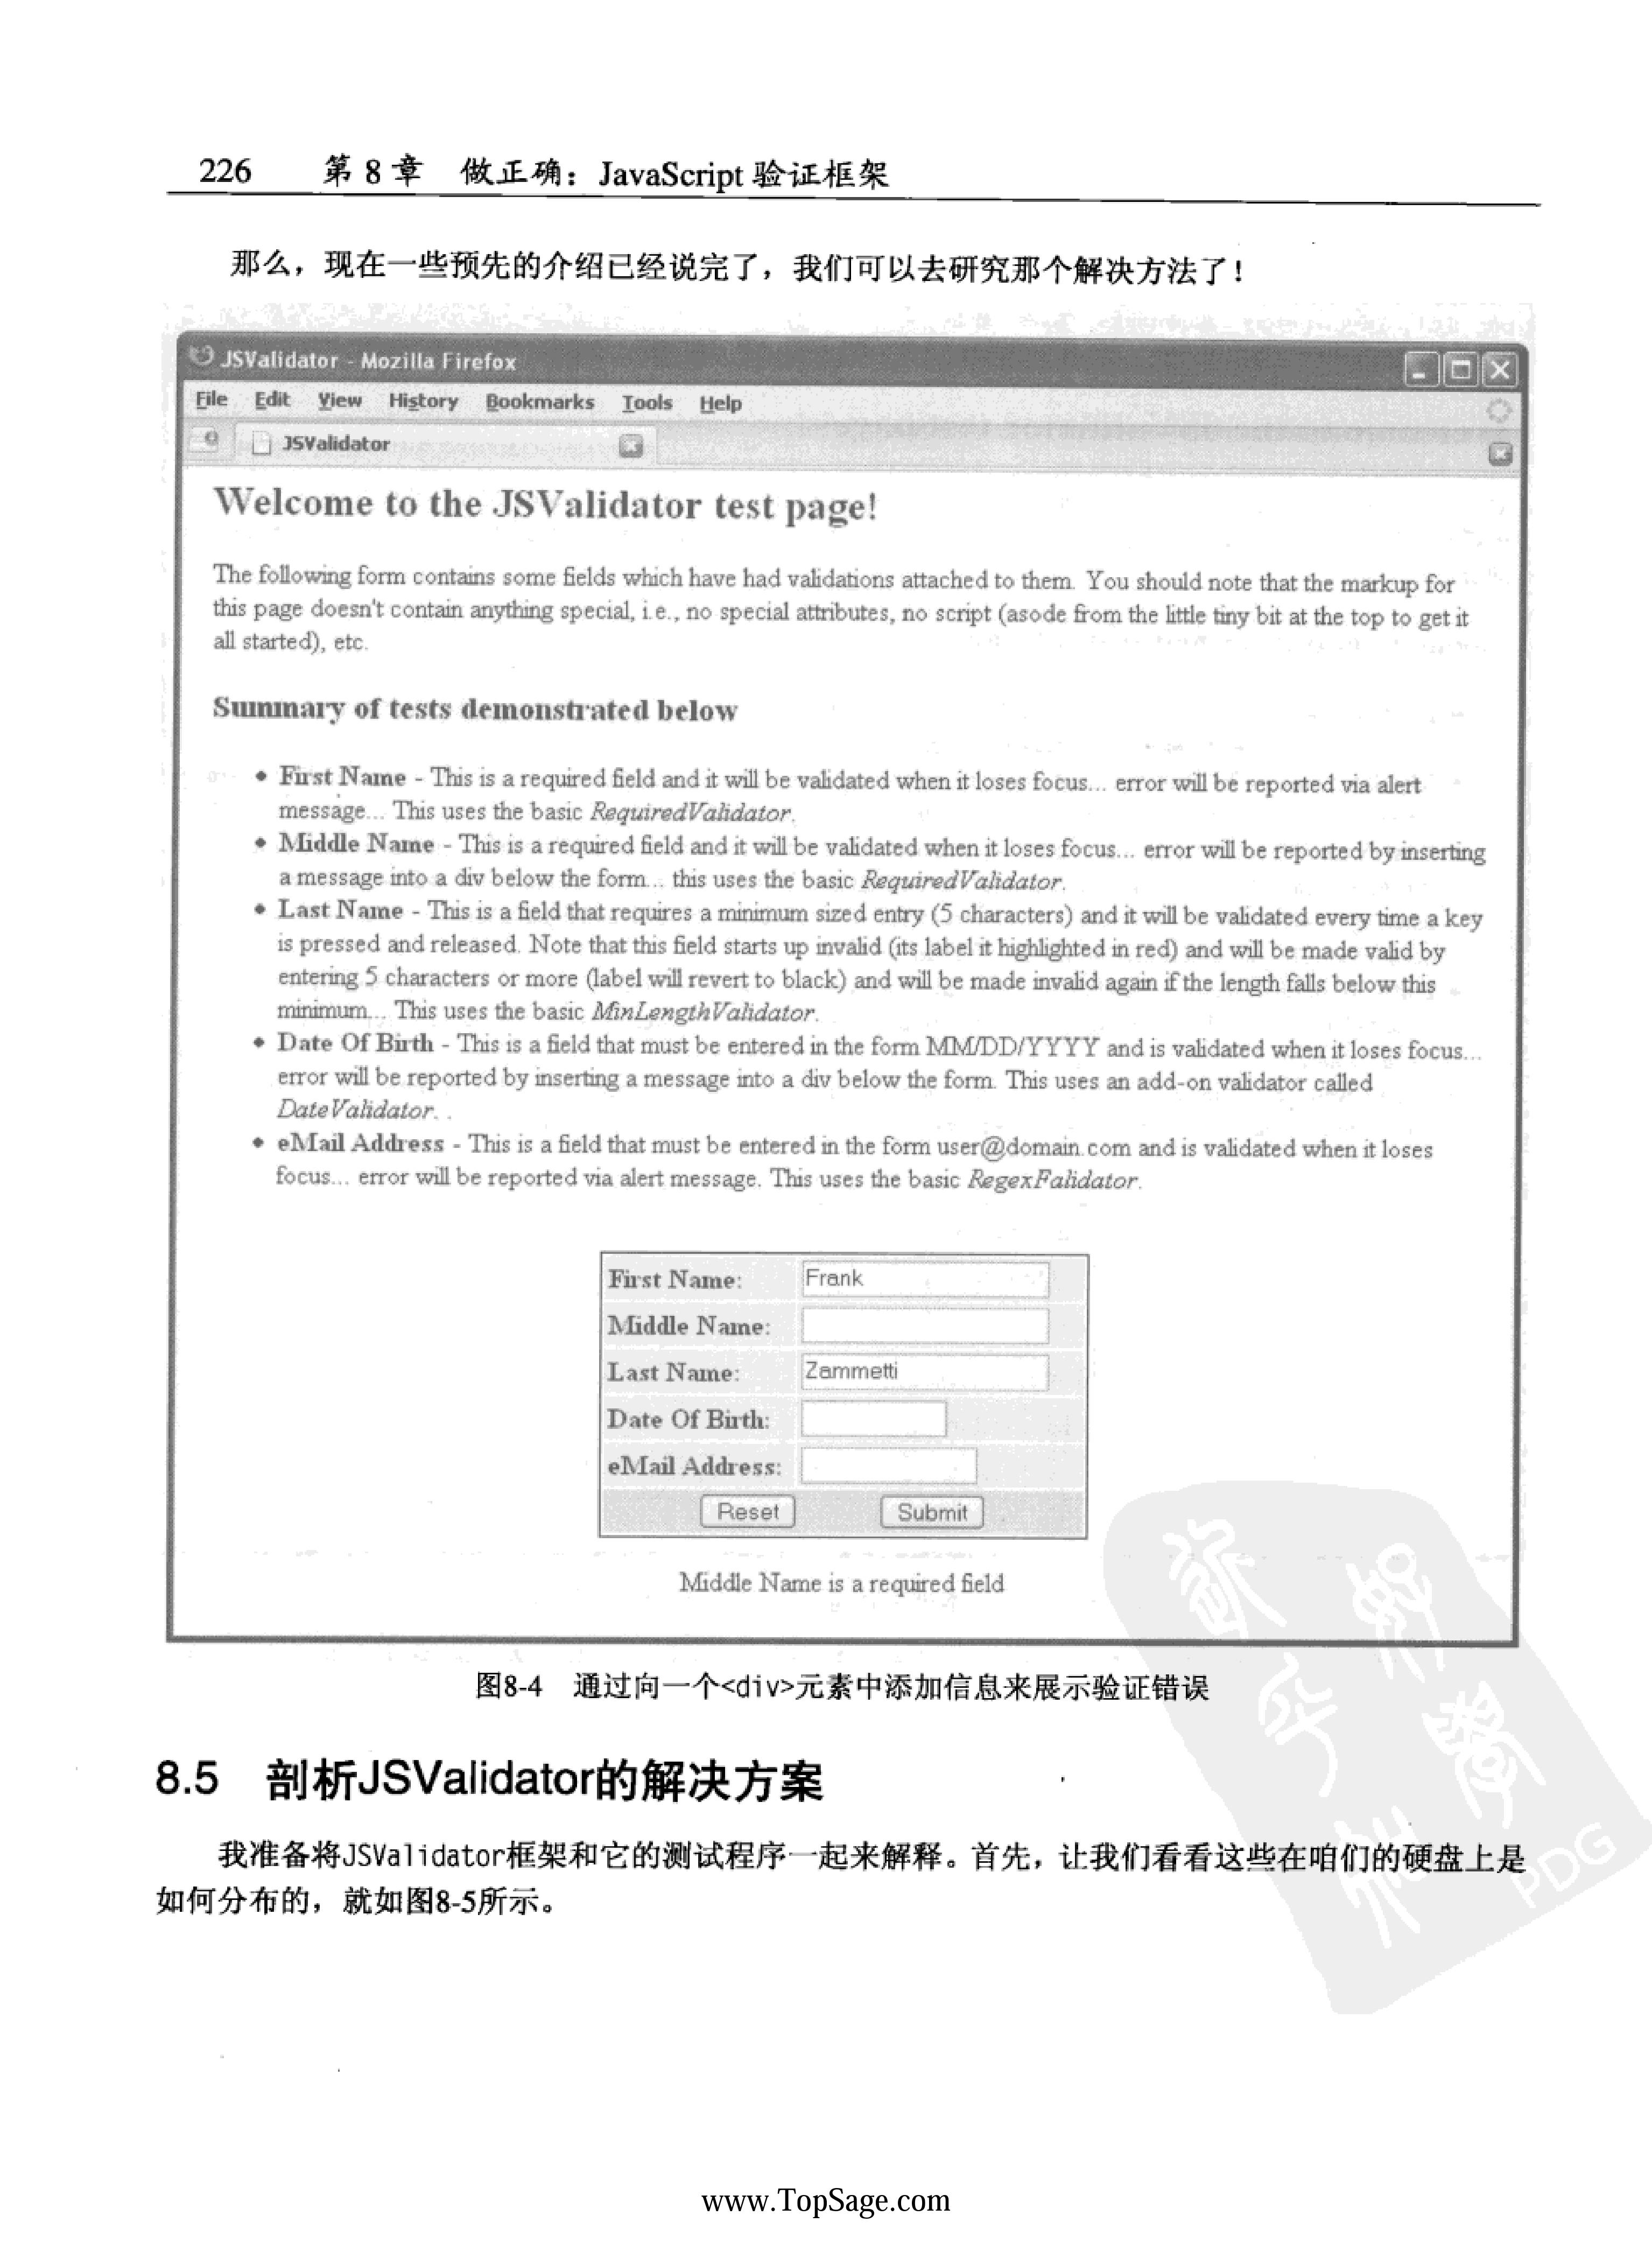 226 第 8 章 做正确：JavaScript 验证框架
那么，现在一些预先的介绍已经说完了，我们可以去研究那个解决方法了！
JSValidator - Mozilla Firefox
File Edit View History Bookmarks Tools Help
JSValidator
Welcome to the JSValidator test page!
The following form contains some fields which have had validations attached to them. You should note that the markup for
this page doesn't contain anything special, i.e., no special attributes, no script (asode from the little tiny bit at the top to get it
all started), etc.
Summary of tests demonstrated below
• First Name - This is a required field and it will be validated when it loses focus... error will be reported via alert
message... This uses the basic RequiredValidator.
• Middle Name - This is a required field and it will be validated when it loses focus... error will be reported by inserting
a message into a div below the form... this uses the basic RequiredValidator.
• Last Name - This is a field that requires a minimum sized entry (5 characters) and it will be validated every time a key
is pressed and released. Note that this field starts up invalid (its label it highlighted in red) and will be made valid by
entering 5 characters or more (label will revert to black) and will be made invalid again if the length falls below this
minimum... This uses the basic MinLengthValidator.
• Date Of Birth - This is a field that must be entered in the form MM/DD/YYYY and is validated when it loses focus...
error will be reported by inserting a message into a div below the form. This uses an add-on validator called
DateValidator. .
• eMail Address - This is a field that must be entered in the form user@domain.com and is validated when it loses
focus... error will be reported via alert message. This uses the basic RegexFalidator.
First Name: Frank
Middle Name:
Last Name: Zammetti
Date Of Birth:
eMail Address:
Reset Submit
Middle Name is a required field
图8-4 通过向一个<div>元素中添加信息来展示验证错误
8.5 剖析JSValidator的解决方案
我准备将JSValidator框架和它的测试程序一起来解释。首先，让我们看看这些在咱们的硬盘上是
如何分布的，就如图8-5所示。
PDG
www.TopSage.com